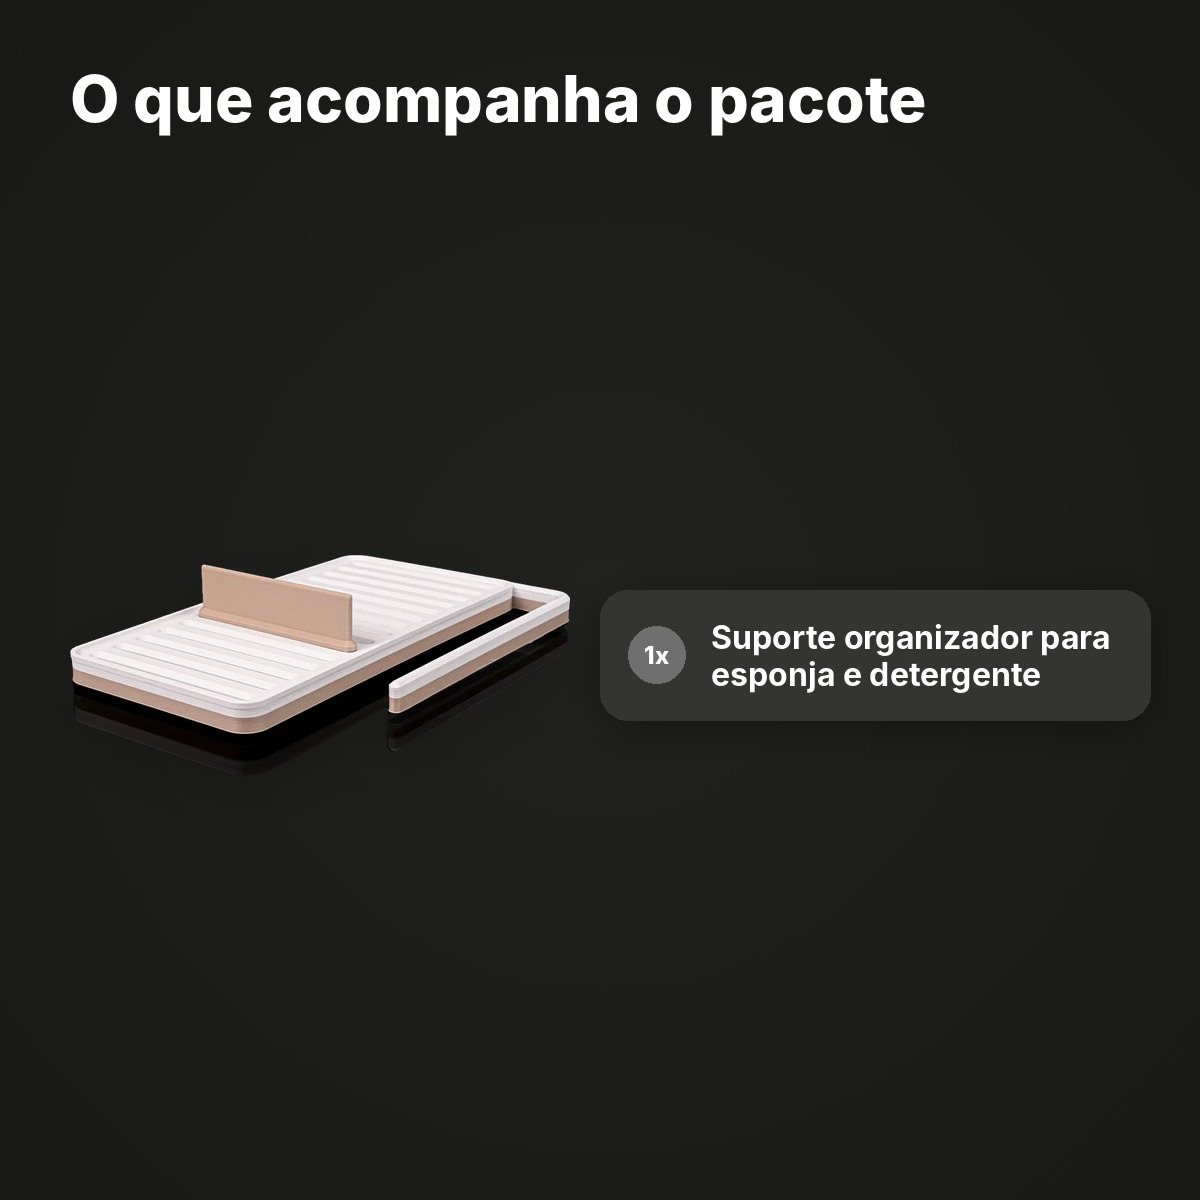 O que acompanha o pacote
1x
Suporte organizador para
esponja e detergente